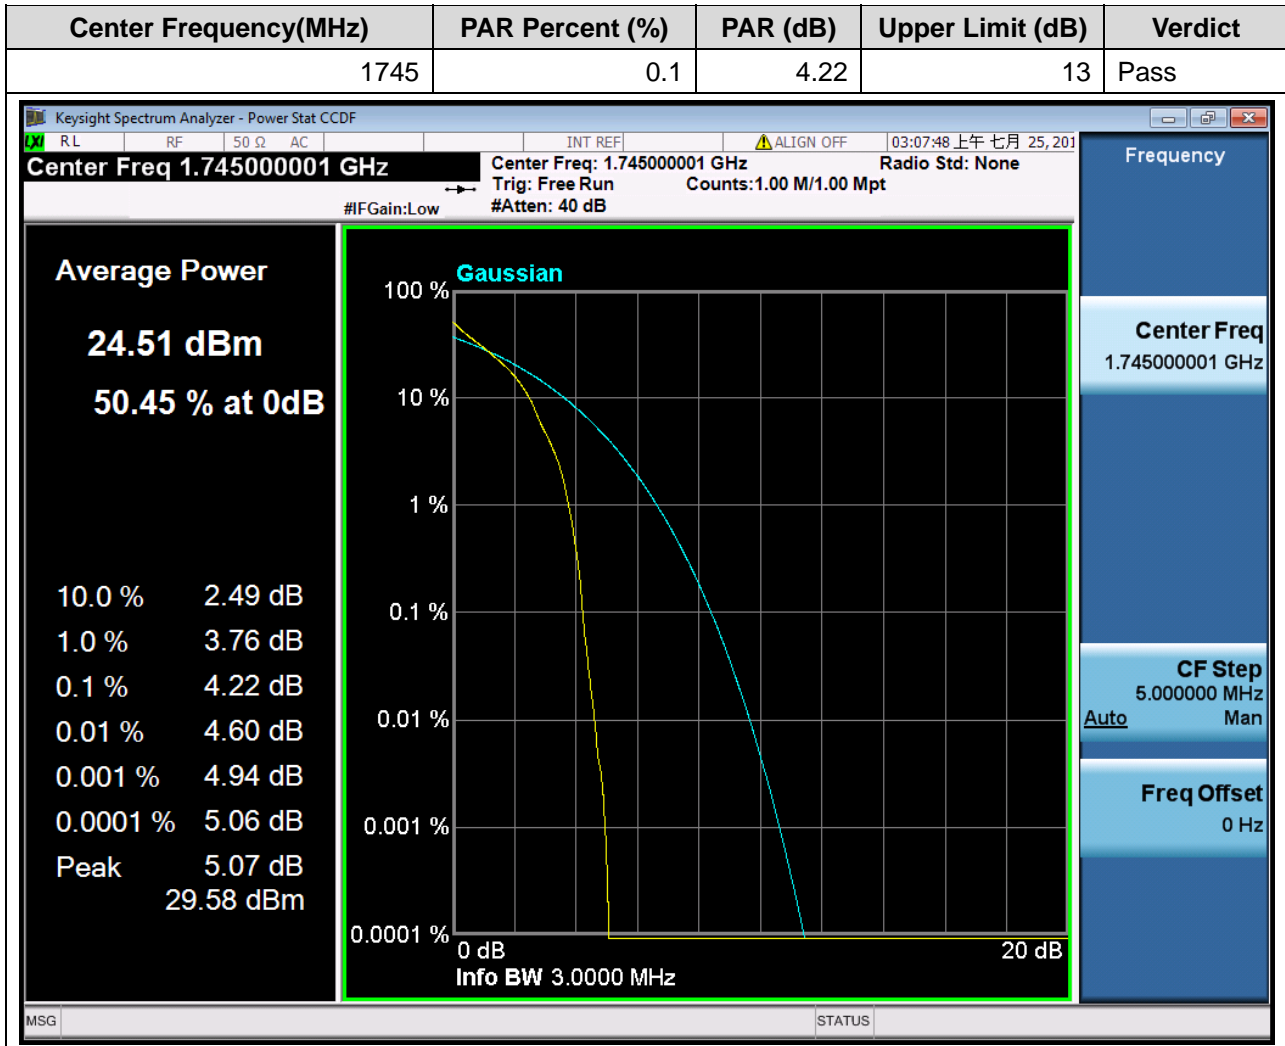 Center Frequency(MHz) PAR Percent (%) PAR (dB) Upper Limit (dB) Verdict
1745 0.1 4.22 13 Pass
Keysight Spectrum Analyzer - Power Stat CCDF
LXI RL RF 50 Ω AC INT REF ALIGN OFF 03:07:48 上午 七月 25, 201
Center Freq 1.745000001 GHz
Center Freq: 1.745000001 GHz Radio Std: None
Trig: Free Run Counts:1.00 M/1.00 Mpt
#IFGain:Low #Atten: 40 dB
Frequency
Average Power
24.51 dBm
50.45 % at 0dB
10.0 % 2.49 dB
1.0 % 3.76 dB
0.1 % 4.22 dB
0.01 % 4.60 dB
0.001 % 4.94 dB
0.0001 % 5.06 dB
Peak 5.07 dB
29.58 dBm
Gaussian
100 %
10 %
1 %
0.1 %
0.01 %
0.001 %
0.0001 %
0 dB 20 dB
Info BW 3.0000 MHz
Center Freq
1.745000001 GHz
CF Step
5.000000 MHz
Auto Man
Freq Offset
0 Hz
MSG STATUS